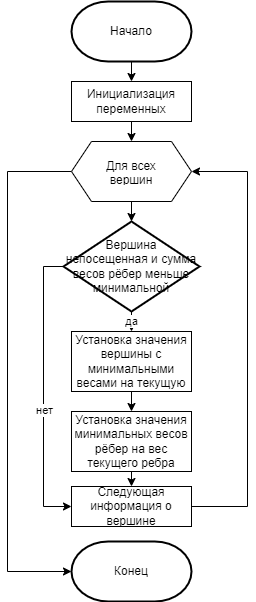 Начало
Инициализация
переменных
Для всех
вершин
Вершина
непосещенная и сумма
весов рёбер меньше
минимальной
да
Установка значения
вершины с
минимальными
весами на текущую
нет
Установка значения
минимальных весов
рёбер на вес
текущего ребра
Следующая
информация о
вершине
Конец